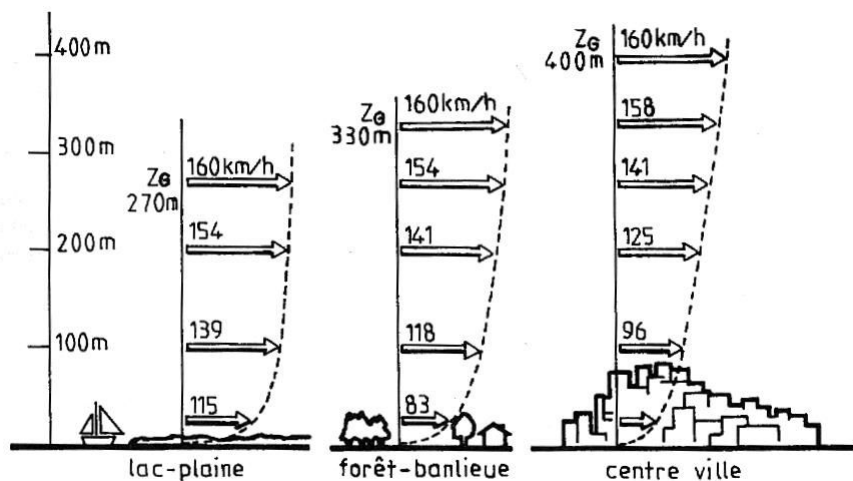 400m
300m
200m
100m
ZG
270m
160km/h
154
139
115
lac-plaine
ZG
330m
160km/h
154
141
118
83
forêt-banlieue
ZG
400m
160km/h
158
141
125
96
centre ville